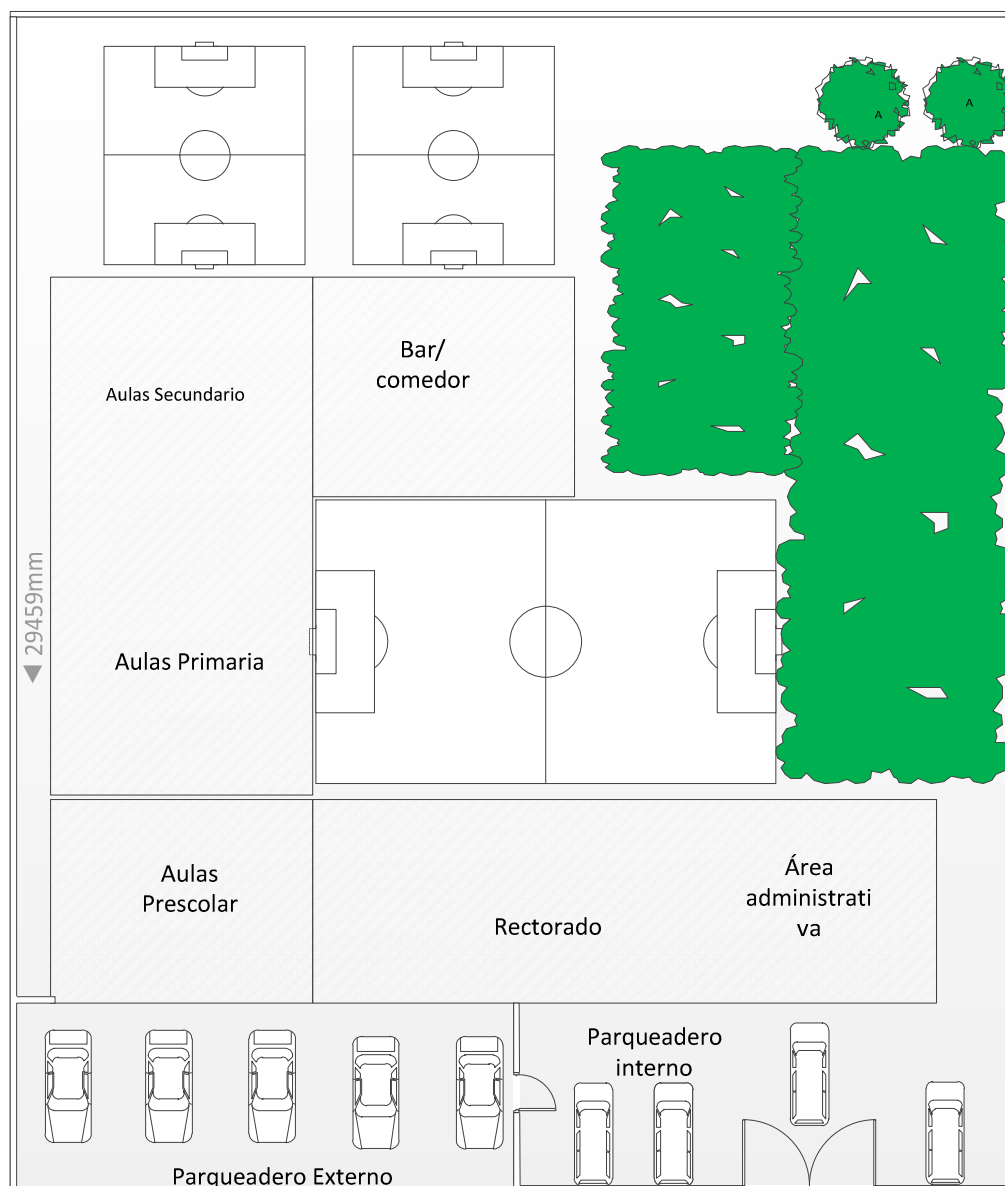 A
A
Bar/
comedor
Aulas Secundario
29459mm
Aulas Primaria
Aulas
Prescolar
Rectorado
Área
administrati
va
Parqueadero
interno
Parqueadero Externo